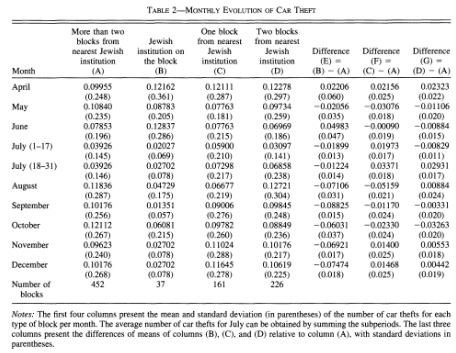 TABLE 2—MONTHLY EVOLUTION OF CAR THEFT
Month More than two blocks from nearest Jewish institution (A) Jewish institution on the block (B) One block from nearest Jewish institution (C) Two blocks from nearest Jewish institution (D) Difference (E) = (B) − (A) Difference (F) = (C) − (A) Difference (G) = (D) − (A)
April 0.09955 0.12162 0.12111 0.12278 0.02206 0.02156 0.02323
(0.248) (0.361) (0.287) (0.297) (0.060) (0.025) (0.022)
May 0.10840 0.08783 0.07763 0.09734 −0.02056 −0.03076 −0.01106
(0.235) (0.205) (0.181) (0.259) (0.035) (0.018) (0.020)
June 0.07853 0.12837 0.07763 0.06969 0.04983 −0.00090 −0.00884
(0.196) (0.286) (0.215) (0.186) (0.047) (0.019) (0.015)
July (1–17) 0.03926 0.02027 0.05900 0.03097 −0.01899 0.01973 −0.00829
(0.145) (0.069) (0.210) (0.141) (0.013) (0.017) (0.011)
July (18–31) 0.03926 0.02702 0.07298 0.06858 −0.01224 0.03371 0.02931
(0.146) (0.078) (0.217) (0.238) (0.014) (0.018) (0.017)
August 0.11836 0.04729 0.06677 0.12721 −0.07106 −0.05159 0.00884
(0.287) (0.175) (0.219) (0.304) (0.031) (0.021) (0.024)
September 0.10176 0.01351 0.09006 0.09845 −0.08825 −0.01170 −0.00331
(0.256) (0.057) (0.276) (0.248) (0.015) (0.024) (0.020)
October 0.12112 0.06081 0.09782 0.08849 −0.06031 −0.02330 −0.03263
(0.267) (0.215) (0.260) (0.236) (0.037) (0.024) (0.020)
November 0.09623 0.02702 0.11024 0.10176 −0.06921 0.01400 0.00553
(0.240) (0.078) (0.288) (0.217) (0.017) (0.025) (0.018)
December 0.10176 0.02702 0.11645 0.10619 −0.07474 0.01468 0.00442
(0.268) (0.078) (0.278) (0.225) (0.018) (0.025) (0.019)
Number of blocks 452 37 161 226
Notes: The first four columns present the mean and standard deviation (in parentheses) of the number of car thefts for each
type of block per month. The average number of car thefts for July can be obtained by summing the subperiods. The last three
columns present the differences of means of columns (B), (C), and (D) relative to column (A), with standard deviations in
parentheses.